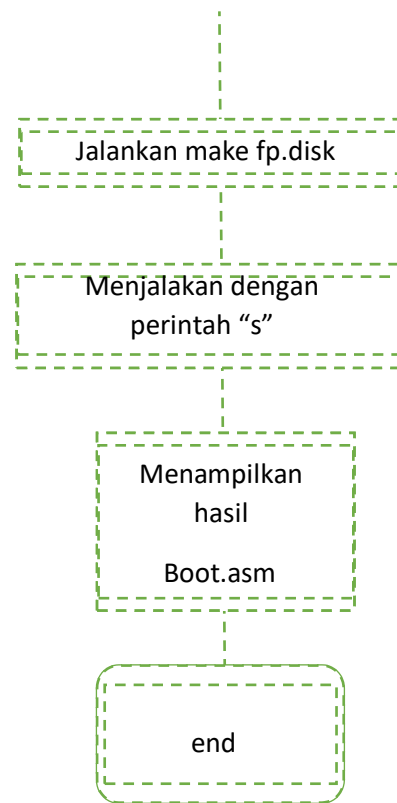 Jalankan make fp.disk
Menjalakan dengan
perintah “s”
Menampilkan
hasil
Boot.asm
end